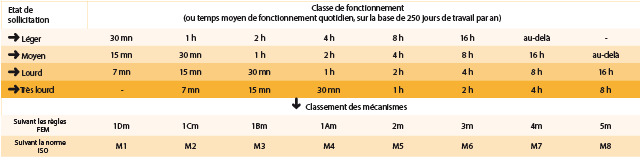 Etat de sollicitation
Classe de fonctionnement
(ou temps moyen de fonctionnement quotidien, sur la base de 250 jours de travail par an)
Léger 30 mn 1 h 2 h 4 h 8 h 16 h au-delà -
Moyen 15 mn 30 mn 1 h 2 h 4 h 8 h 16 h au-delà
Lourd 7 mn 15 mn 30 mn 1 h 2 h 4 h 8 h 16 h
Très lourd - 7 mn 15 mn 30 mn 1 h 2 h 4 h 8 h
Classement des mécanismes
Suivant les règles FEM 1Dm 1Cm 1Bm 1Am 2m 3m 4m 5m
Suivant la norme ISO M1 M2 M3 M4 M5 M6 M7 M8